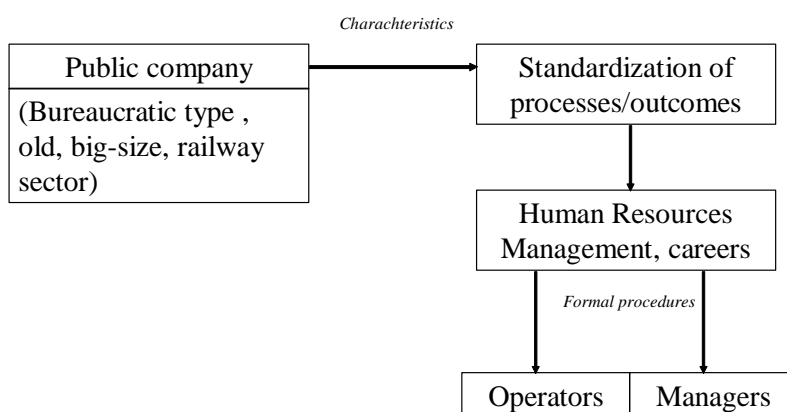 Charachteristics
Public company
(Bureaucratic type ,
old, big-size, railway
sector)
Standardization of
processes/outcomes
Human Resources
Management, careers
Formal procedures
Operators
Managers